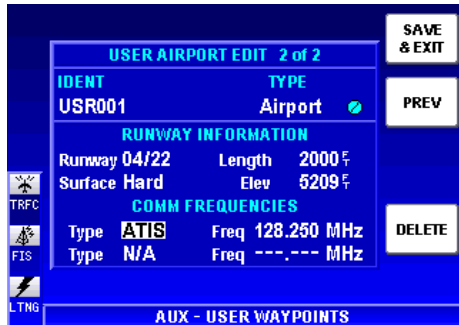 SAVE
& EXIT
USER AIRPORT EDIT 2 of 2
IDENT TYPE
USR001 Airport
PREV
RUNWAY INFORMATION
Runway 04/22 Length 2000 FT
Surface Hard Elev 5209 FT
TRFC
COMM FREQUENCIES
Type ATIS Freq 128.250 MHz
DELETE
Type N/A Freq ---.--- MHz
FIS
LTNG
AUX - USER WAYPOINTS